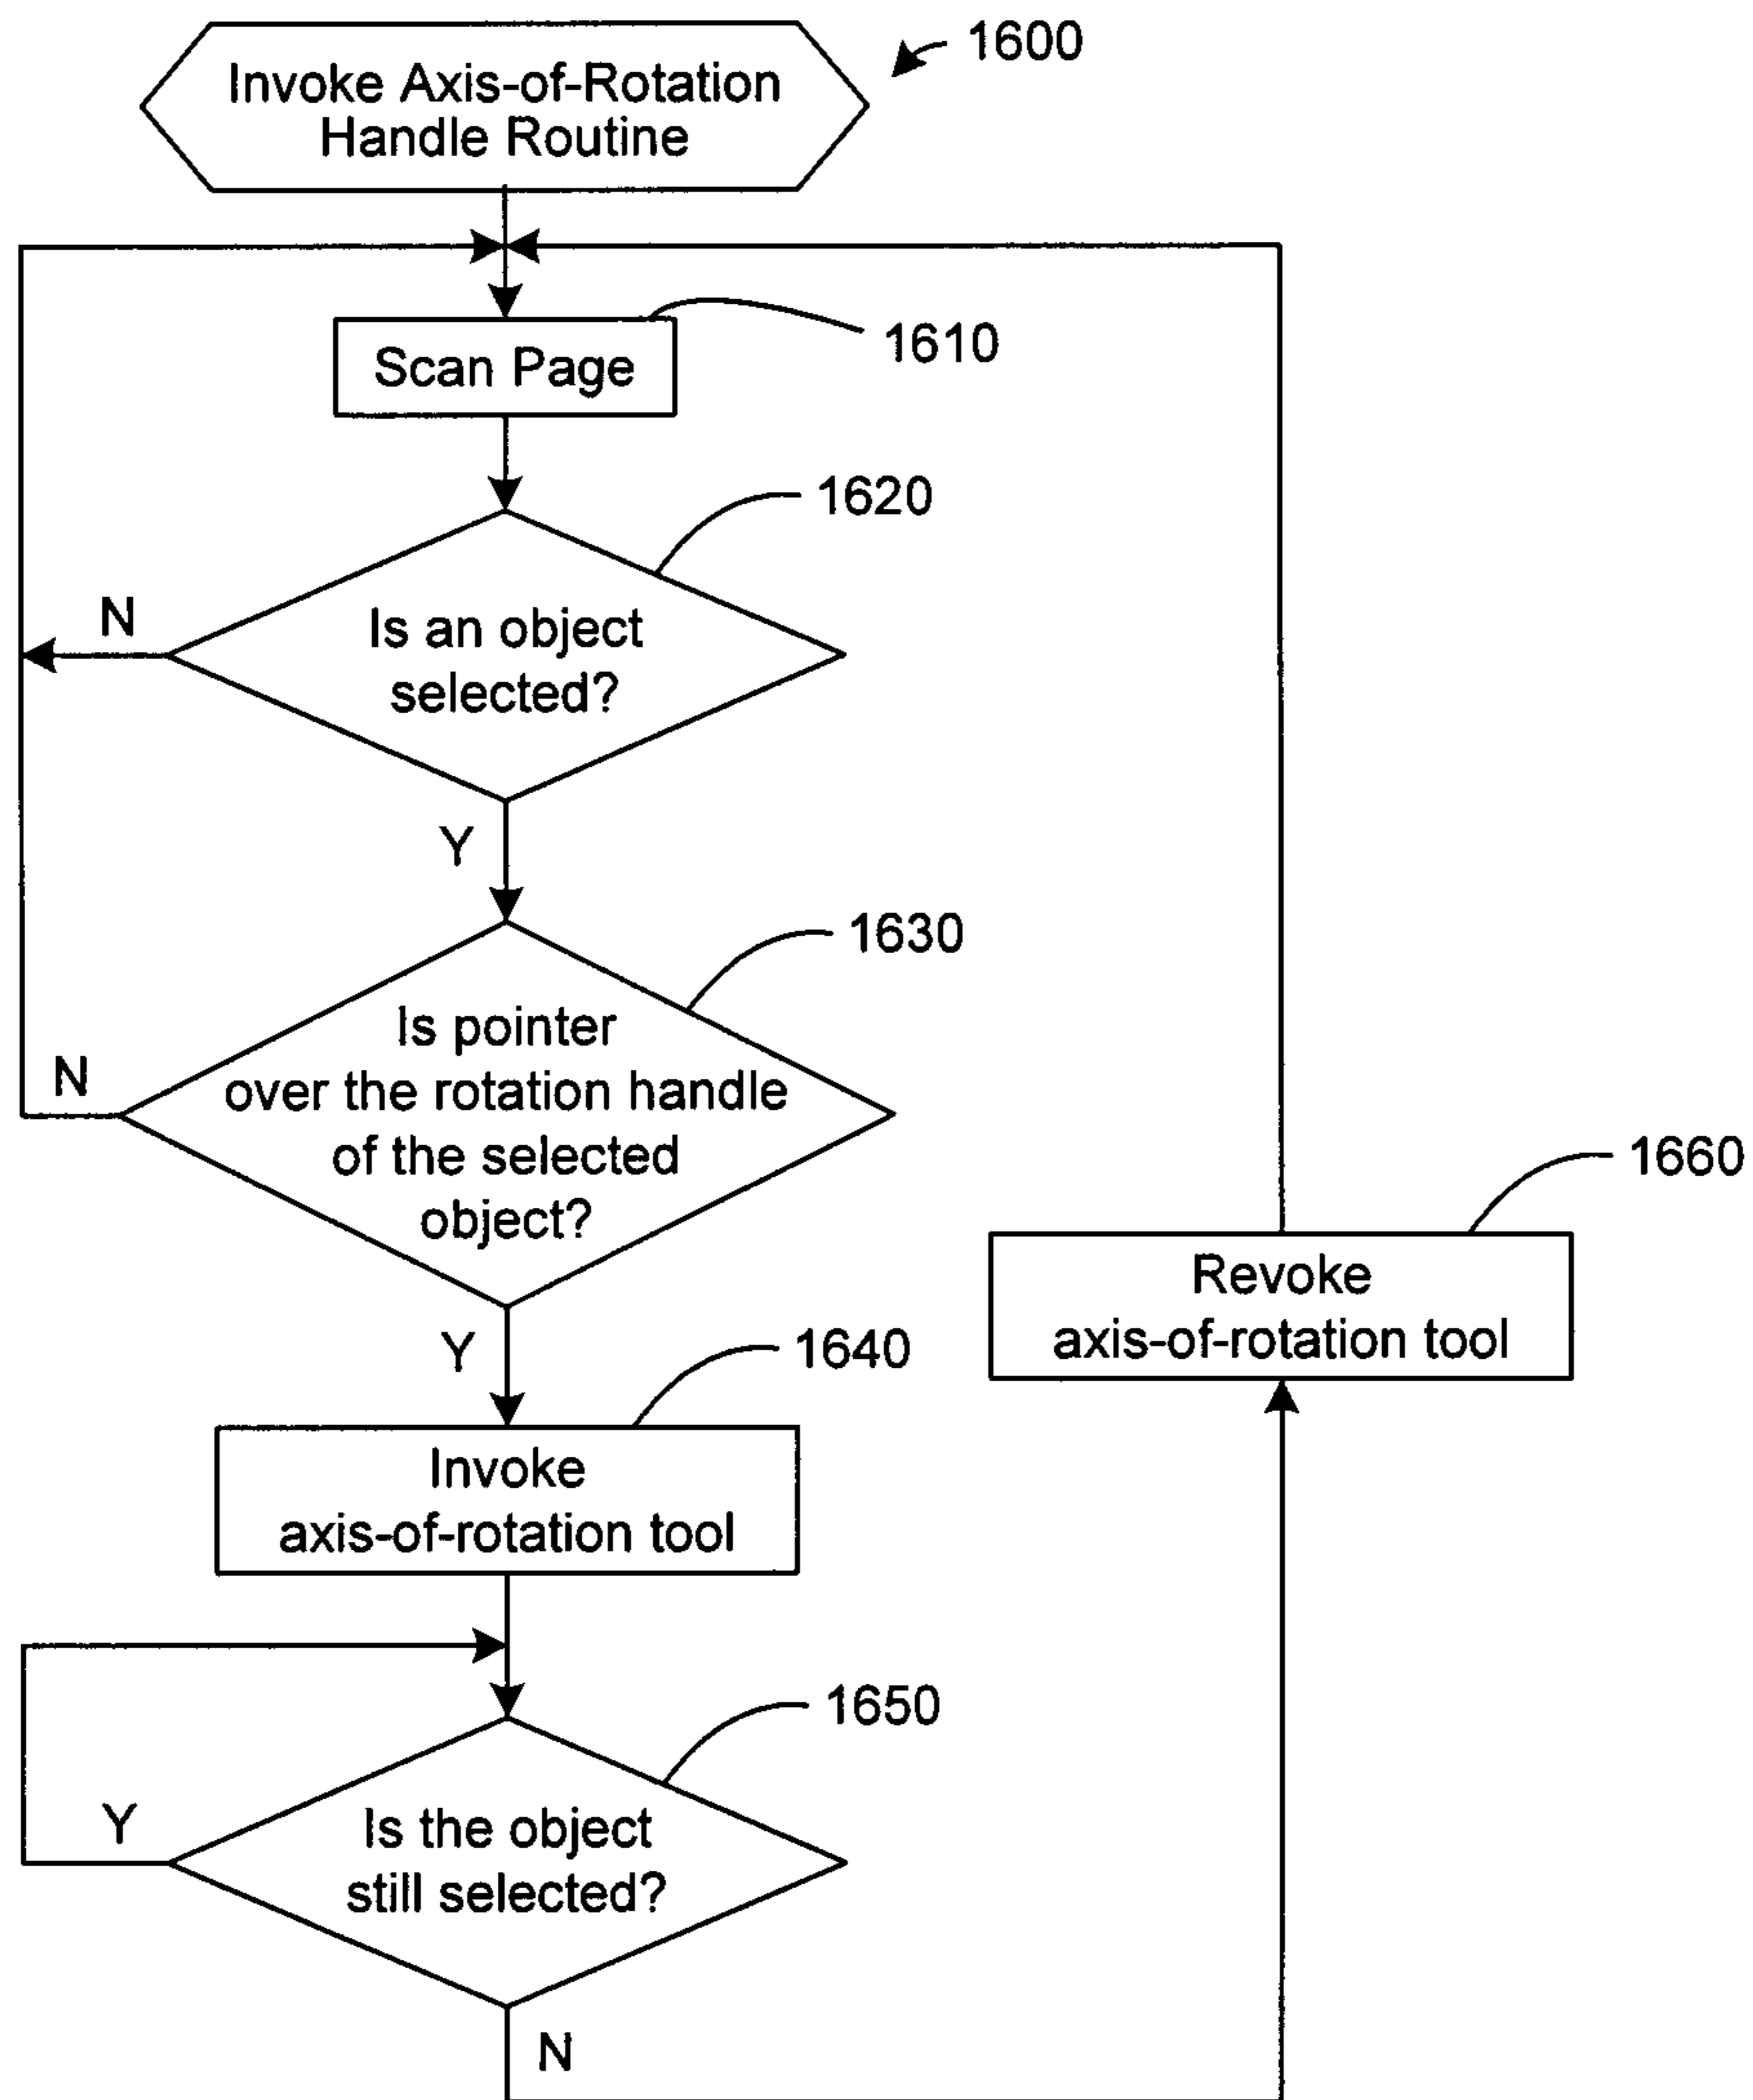 Invoke Axis-of-Rotation
Handle Routine
1600
Scan Page
1610
1620
Is an object
selected?
N
Y
1630
Is pointer
over the rotation handle
of the selected
object?
N
Y
1640
Invoke
axis-of-rotation tool
1650
Is the object
still selected?
Y
N
1660
Revoke
axis-of-rotation tool